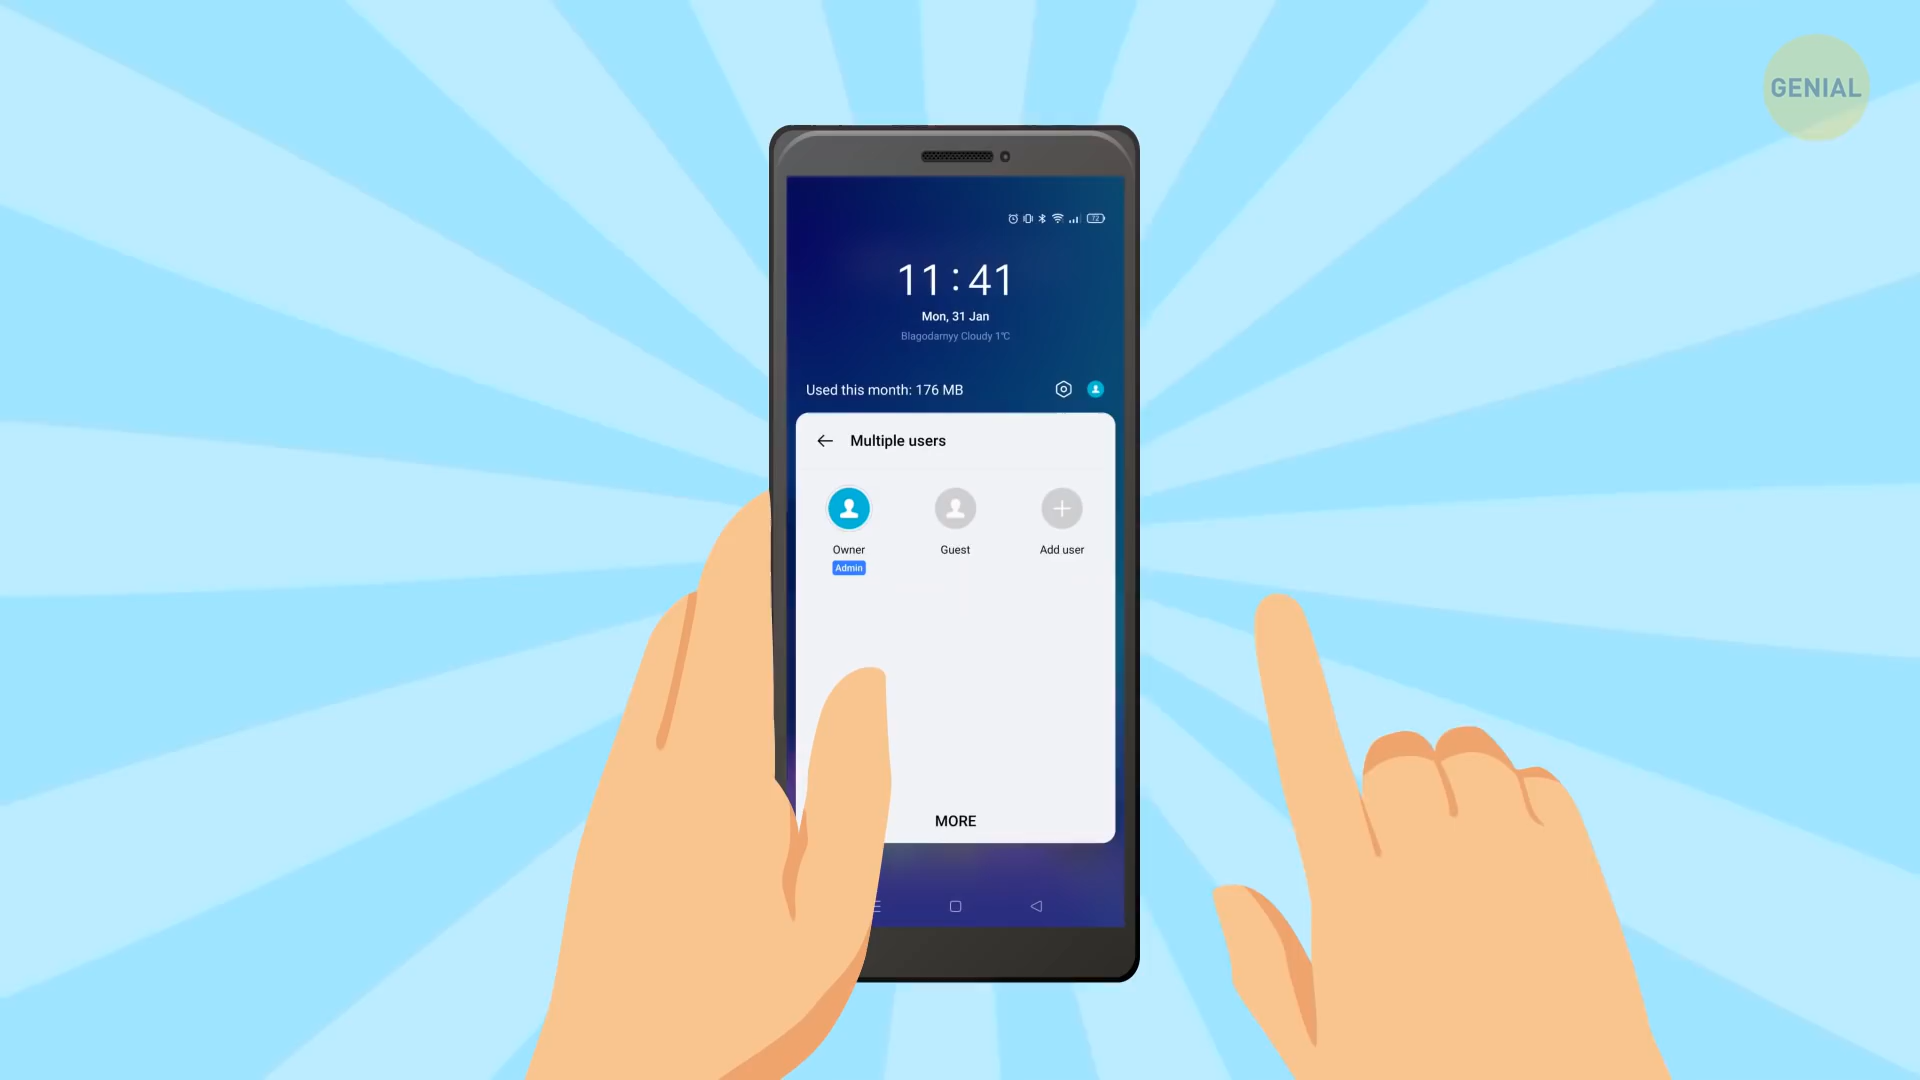 GENIAL
72
11:41
Mon, 31 Jan
Blagodarnyy Cloudy 1°C
Used this month: 176 MB
Multiple users
Owner
Guest
Add user
Admin
MORE